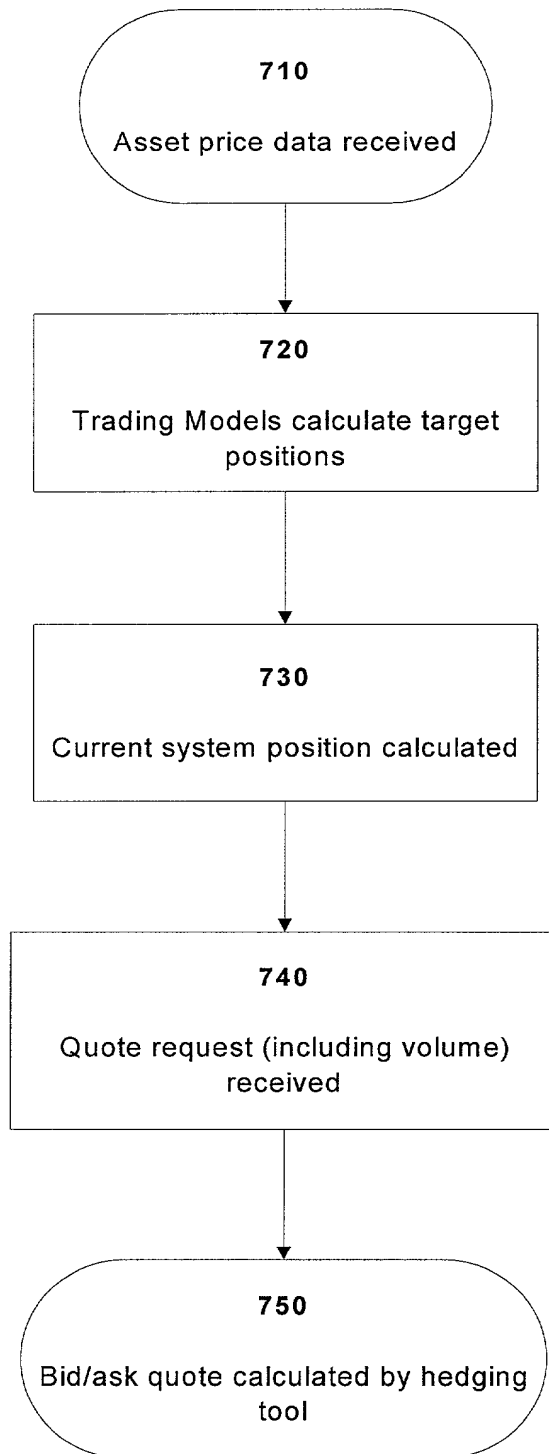 710
Asset price data received
720
Trading Models calculate target
positions
730
Current system position calculated
740
Quote request (including volume)
received
750
Bid/ask quote calculated by hedging
tool